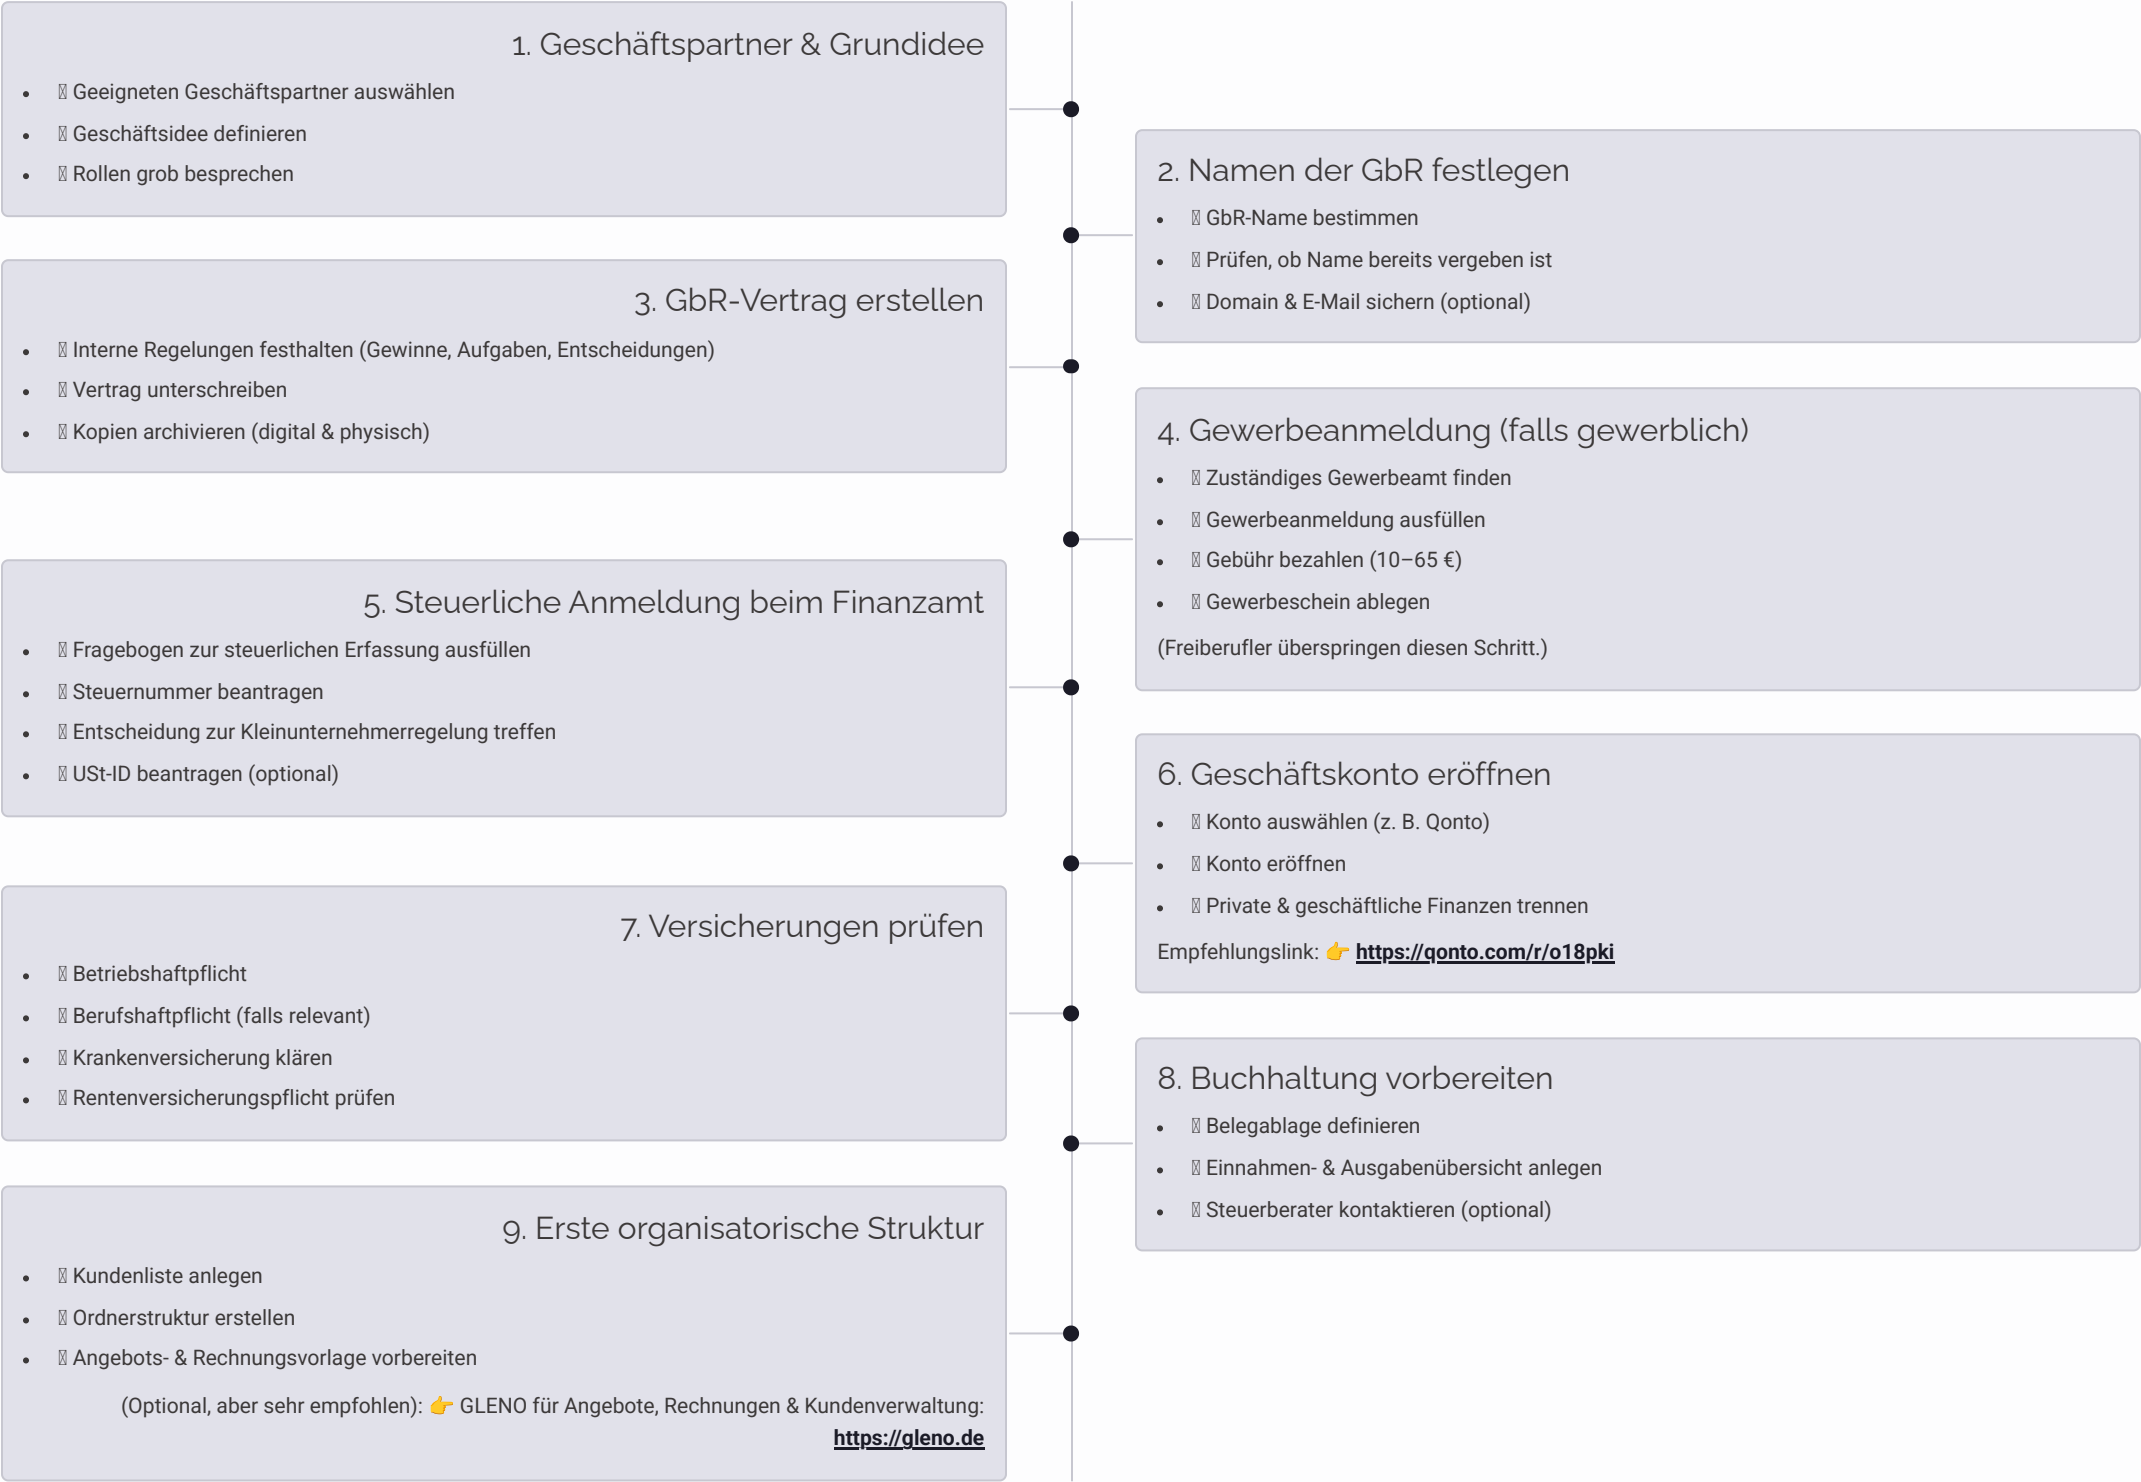 1. Geschäftspartner & Grundidee
• Geeigneten Geschäftspartner auswählen
• Geschäftsidee definieren
• Rollen grob besprechen
2. Namen der GbR festlegen
• GbR-Name bestimmen
• Prüfen, ob Name bereits vergeben ist
• Domain & E-Mail sichern (optional)
3. GbR-Vertrag erstellen
• Interne Regelungen festhalten (Gewinne, Aufgaben, Entscheidungen)
• Vertrag unterschreiben
• Kopien archivieren (digital & physisch)
4. Gewerbeanmeldung (falls gewerblich)
• Zuständiges Gewerbeamt finden
• Gewerbeanmeldung ausfüllen
• Gebühr bezahlen (10–65 €)
• Gewerbeschein ablegen
(Freiberufler überspringen diesen Schritt.)
5. Steuerliche Anmeldung beim Finanzamt
• Fragebogen zur steuerlichen Erfassung ausfüllen
• Steuernummer beantragen
• Entscheidung zur Kleinunternehmerregelung treffen
• USt-ID beantragen (optional)
6. Geschäftskonto eröffnen
• Konto auswählen (z. B. Qonto)
• Konto eröffnen
• Private & geschäftliche Finanzen trennen
Empfehlungslink: 👉 https://qonto.com/r/o18pki
7. Versicherungen prüfen
• Betriebshaftpflicht
• Berufshaftpflicht (falls relevant)
• Krankenversicherung klären
• Rentenversicherungspflicht prüfen
8. Buchhaltung vorbereiten
• Belegablage definieren
• Einnahmen- & Ausgabenübersicht anlegen
• Steuerberater kontaktieren (optional)
9. Erste organisatorische Struktur
• Kundenliste anlegen
• Ordnerstruktur erstellen
• Angebots- & Rechnungsvorlage vorbereiten
(Optional, aber sehr empfohlen): 👉 GLENO für Angebote, Rechnungen & Kundenverwaltung:
https://gleno.de